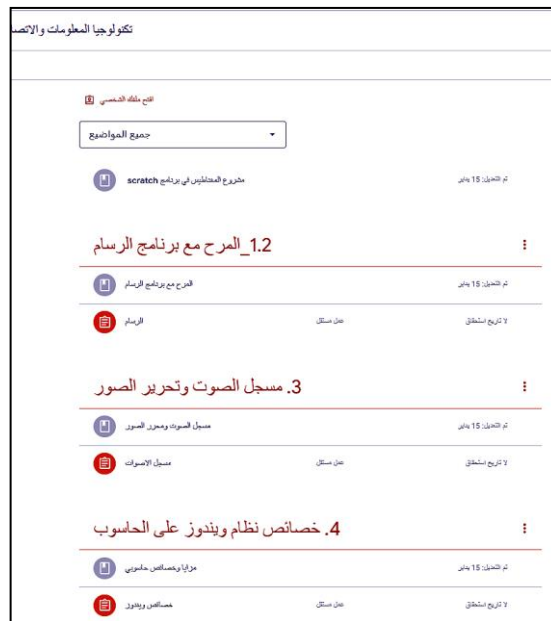 تكنولوجيا المعلومات والاتصا
افتح ملفك الشخصي
جميع المواضيع
مشروع المغناطيس في برنامج scratch
تم التعديل: 15 يناير
1.2_المرح مع برنامج الرسام
المرح مع برنامج الرسام
تم التعديل: 15 يناير
الرسام
عمل مستقل
لا تاريخ استحقاق
3. مسجل الصوت وتحرير الصور
مسجل الصوت ومحرر الصور
تم التعديل: 15 يناير
مسجل الاصوات
عمل مستقل
لا تاريخ استحقاق
4. خصائص نظام ويندوز على الحاسوب
مزايا وخصائص حاسوبي
تم التعديل: 15 يناير
خصائص ويندوز
عمل مستقل
لا تاريخ استحقاق